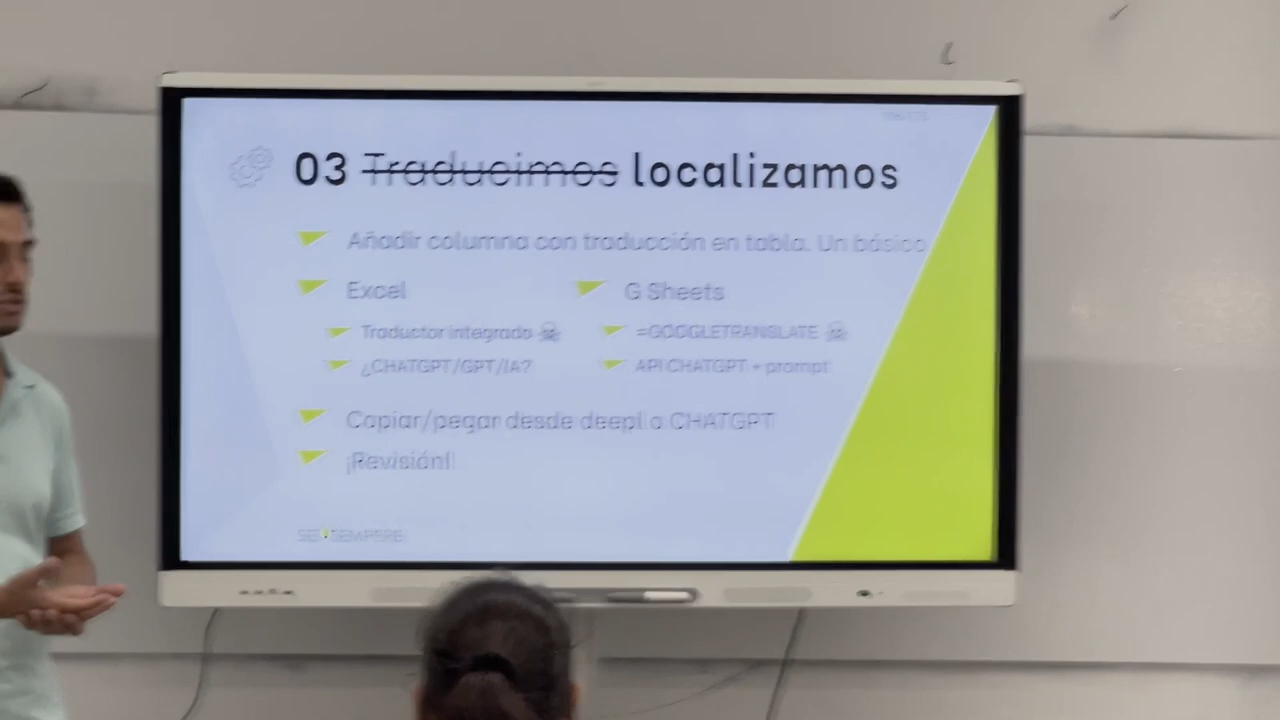 03 Traducimos localizamos
Añadir columna con traducción en tabla. Un básico
Excel
G Sheets
Traductor integrado
=GOOGLETRANSLATE
¿CHATGPT/GPT/IA?
API CHATGPT + prompt
Copiar/pegar desde deepl o CHATGPT
¡Revisión!